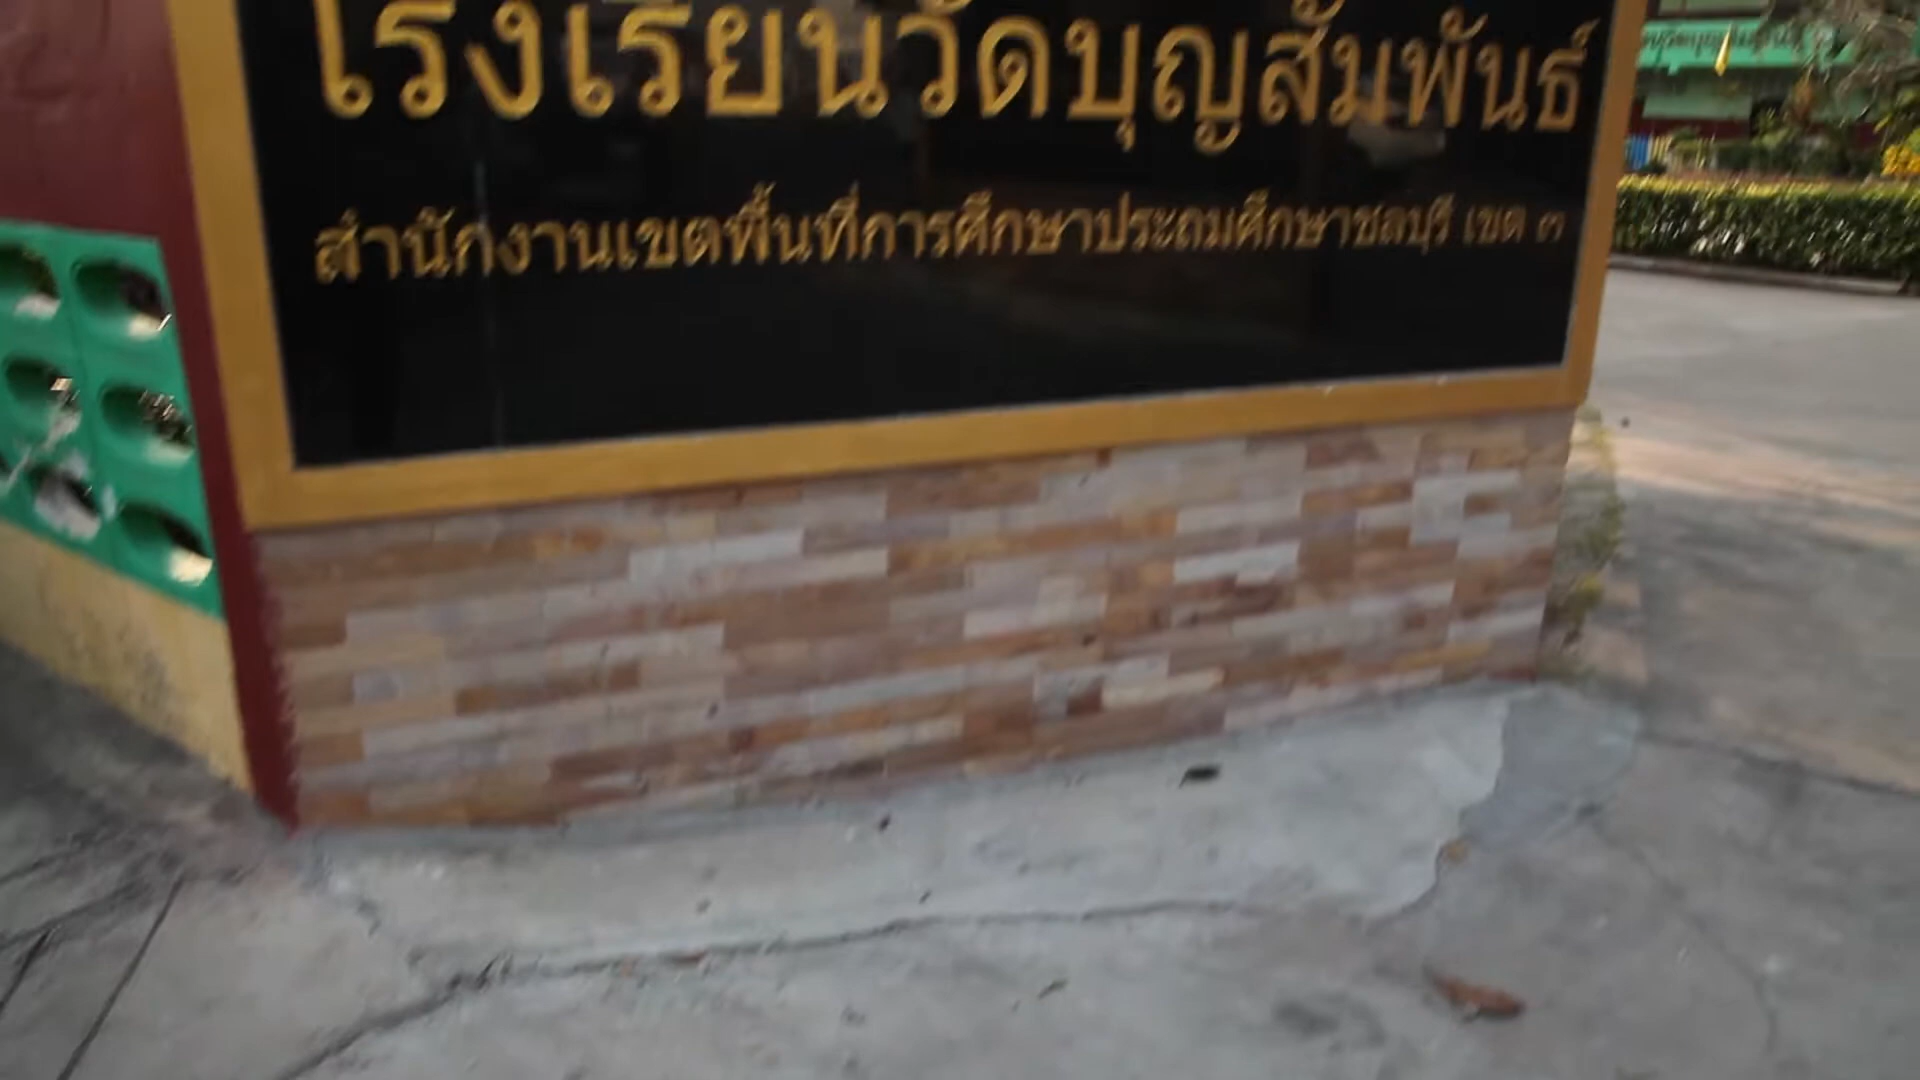 โรงเรียนวัดบุญสัมพันธ์
สำนักงานเขตพื้นที่การศึกษาประถมศึกษาชลบุรี เขต ๓